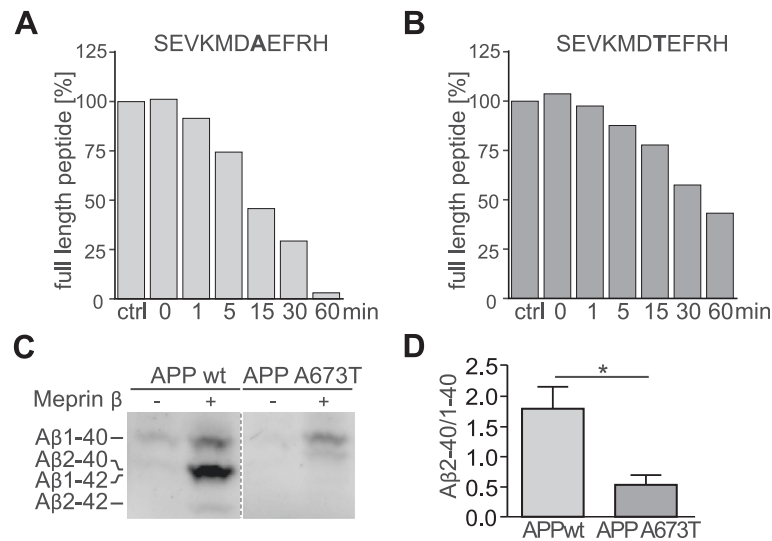 A
SEVKMDAEFRH
full length peptide [%]
125
100
75
50
25
0
ctrl 0 1 5 15 30 60 min
B
SEVKMDTEFRH
full length peptide [%]
125
100
75
50
25
0
ctrl 0 1 5 15 30 60 min
C
APP wt APP A673T
Meprin β - + - +
Aβ1-40
Aβ2-40
Aβ1-42
Aβ2-42
D
Aβ2-40/1-40
2.5
2.0
1.5
1.0
0.5
0.0
*
APPwt APP A673T